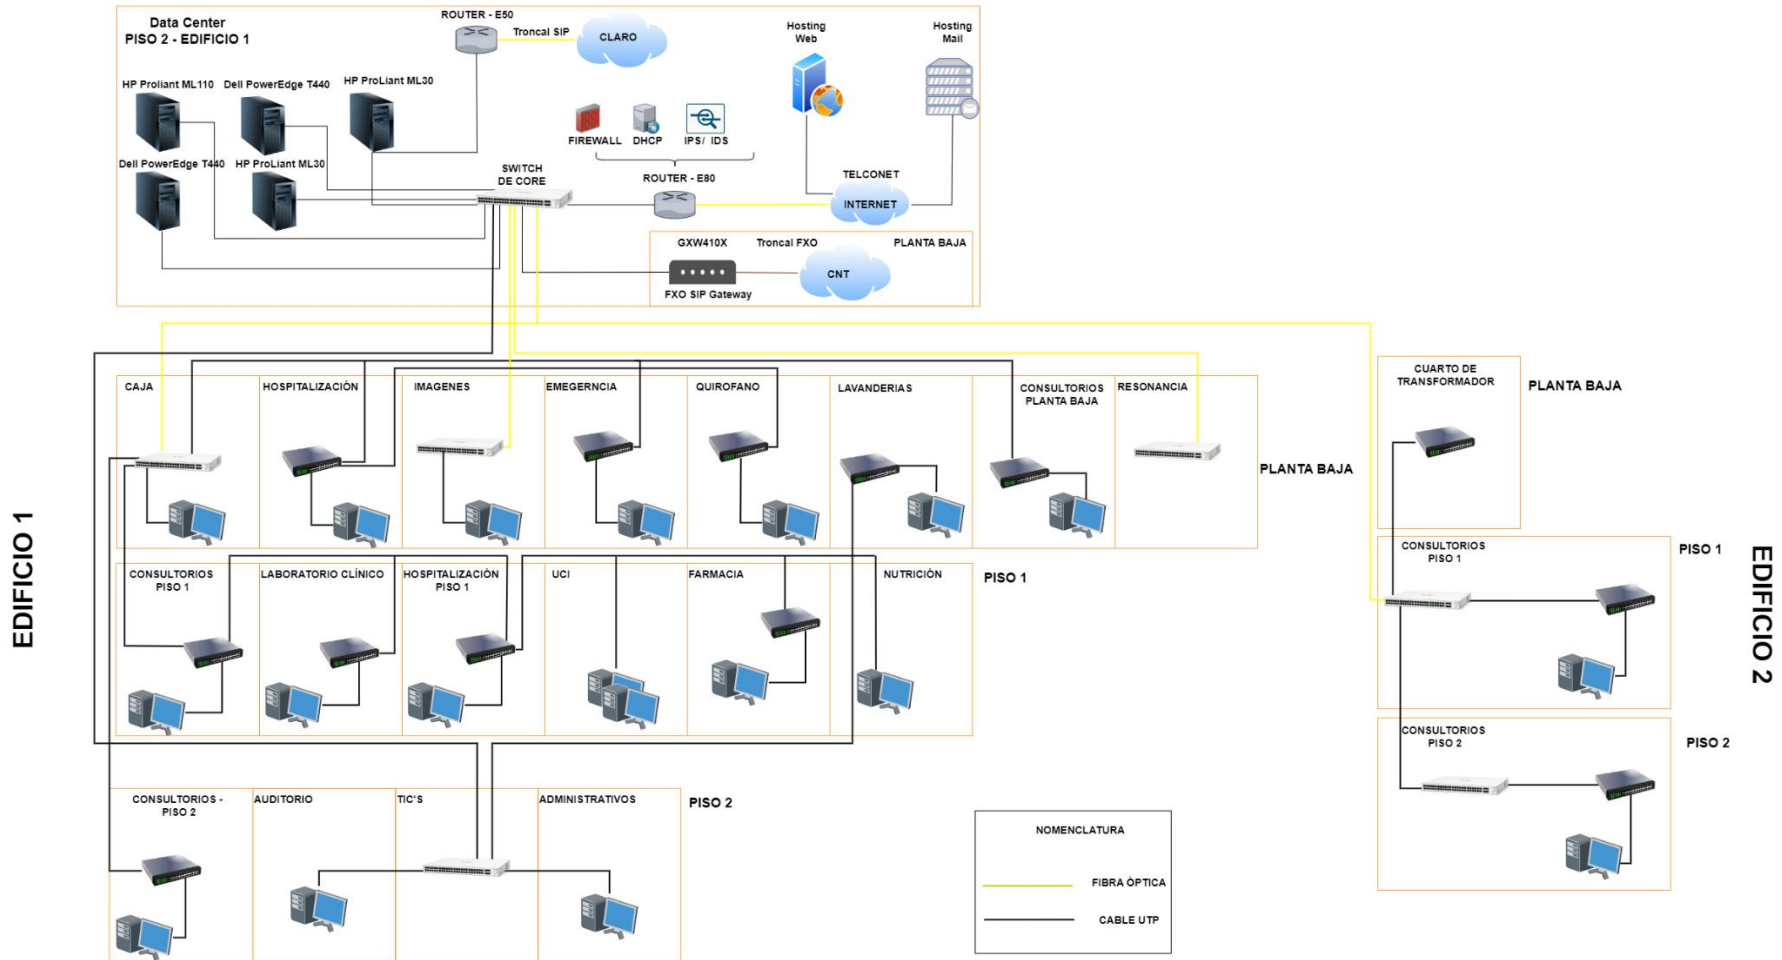 Data Center
PISO 2 - EDIFICIO 1
ROUTER - E50
Troncal SIP
CLARO
Hosting
Web
Hosting
Mail
HP Proliant ML110
Dell PowerEdge T440
HP ProLiant ML30
FIREWALL
DHCP
IPS/ IDS
Dell PowerEdge T440
HP ProLiant ML30
SWITCH
DE CORE
ROUTER - E80
TELCONET
INTERNET
GXW410X
Troncal FXO
PLANTA BAJA
CNT
FXO SIP Gateway
EDIFICIO 1
CAJA
HOSPITALIZACIÓN
IMAGENES
EMEGERNCIA
QUIROFANO
LAVANDERIAS
CONSULTORIOS
PLANTA BAJA
RESONANCIA
PLANTA BAJA
CONSULTORIOS
PISO 1
LABORATORIO CLÍNICO
HOSPITALIZACIÓN
PISO 1
UCI
FARMACIA
NUTRICIÓN
PISO 1
CONSULTORIOS -
PISO 2
AUDITORIO
TIC'S
ADMINISTRATIVOS
PISO 2
CUARTO DE
TRANSFORMADOR
PLANTA BAJA
CONSULTORIOS
PISO 1
PISO 1
CONSULTORIOS
PISO 2
PISO 2
EDIFICIO 2
NOMENCLATURA
FIBRA ÓPTICA
CABLE UTP